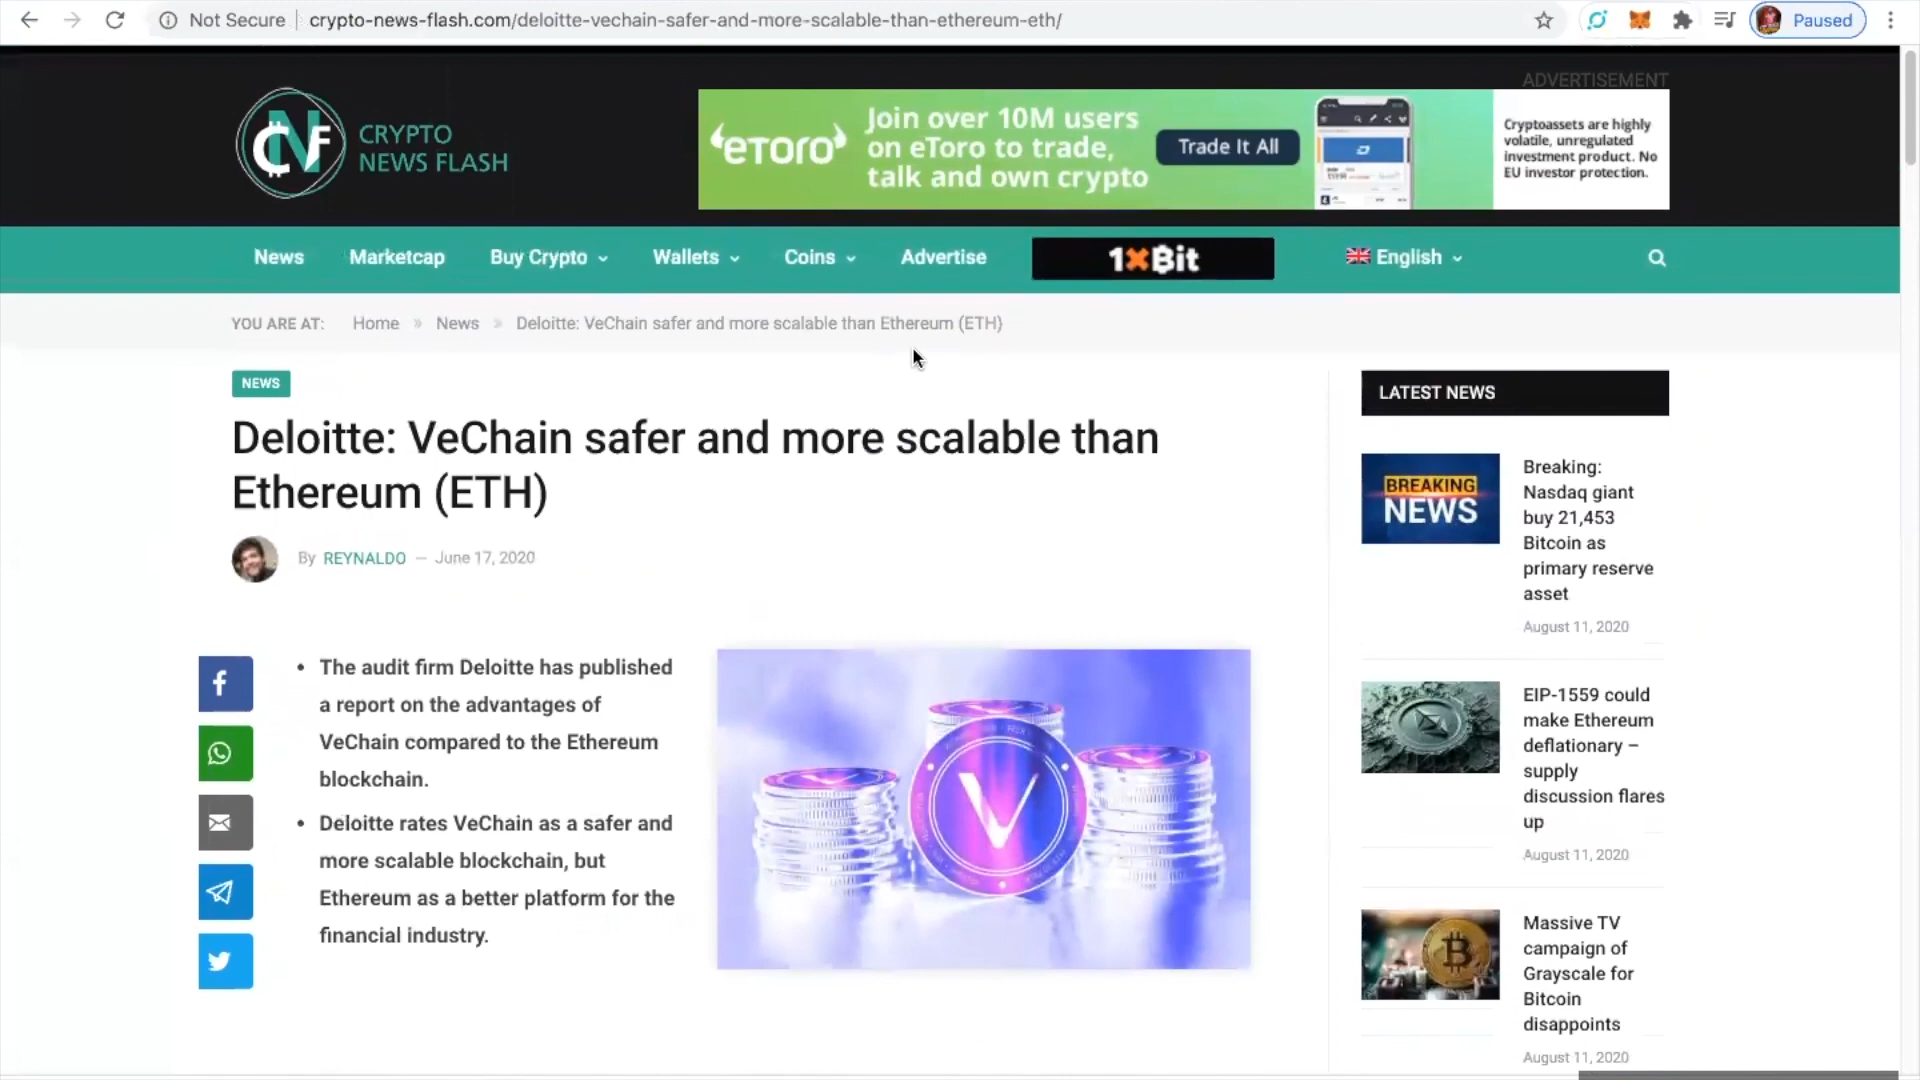 Not Secure crypto-news-flash.com/deloitte-vechain-safer-and-more-scalable-than-ethereum-eth/ Paused
ADVERTISEMENT
CNF
CRYPTO
NEWS FLASH
eToro
Join over 10M users
on eToro to trade,
talk and own crypto
Trade It All
Cryptoassets are highly
volatile, unregulated
investment product. No
EU investor protection.
News Marketcap Buy Crypto Wallets Coins Advertise 1xBit English
YOU ARE AT: Home » News » Deloitte: VeChain safer and more scalable than Ethereum (ETH)
NEWS
Deloitte: VeChain safer and more scalable than
Ethereum (ETH)
By REYNALDO — June 17, 2020
• The audit firm Deloitte has published
a report on the advantages of
VeChain compared to the Ethereum
blockchain.
• Deloitte rates VeChain as a safer and
more scalable blockchain, but
Ethereum as a better platform for the
financial industry.
LATEST NEWS
BREAKING
NEWS
Breaking:
Nasdaq giant
buy 21,453
Bitcoin as
primary reserve
asset
August 11, 2020
EIP-1559 could
make Ethereum
deflationary –
supply
discussion flares
up
August 11, 2020
Massive TV
campaign of
Grayscale for
Bitcoin
disappoints
August 11, 2020